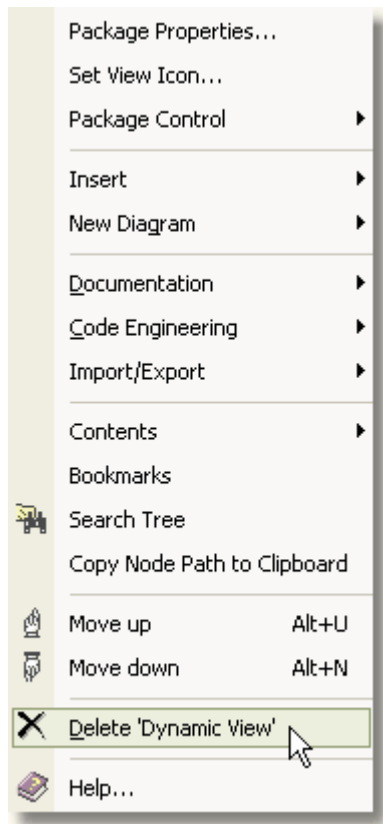 Package Properties...
Set View Icon...
Package Control
Insert
New Diagram
Documentation
Code Engineering
Import/Export
Contents
Bookmarks
Search Tree
Copy Node Path to Clipboard
Move up Alt+U
Move down Alt+N
Delete 'Dynamic View'
Help...